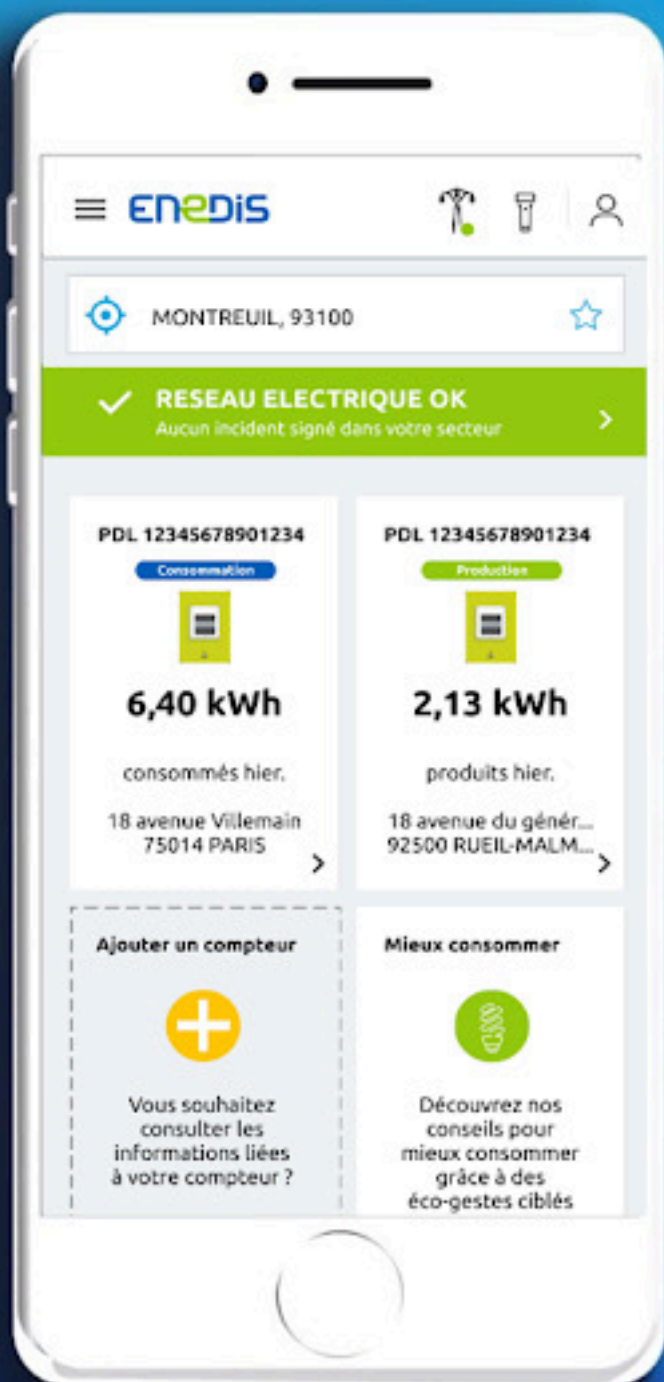 ENEDIS
MONTREUIL, 93100
RESEAU ELECTRIQUE OK
Aucun incident signé dans votre secteur
PDL 12345678901234
Consommation
6,40 kWh
consommés hier.
18 avenue Villemain
75014 PARIS
PDL 12345678901234
Production
2,13 kWh
produits hier.
18 avenue du génér...
92500 RUEIL-MALM...
Ajouter un compteur
Vous souhaitez
consulter les
informations liées
à votre compteur ?
Mieux consommer
Découvrez nos
conseils pour
mieux consommer
grâce à des
éco-gestes ciblés